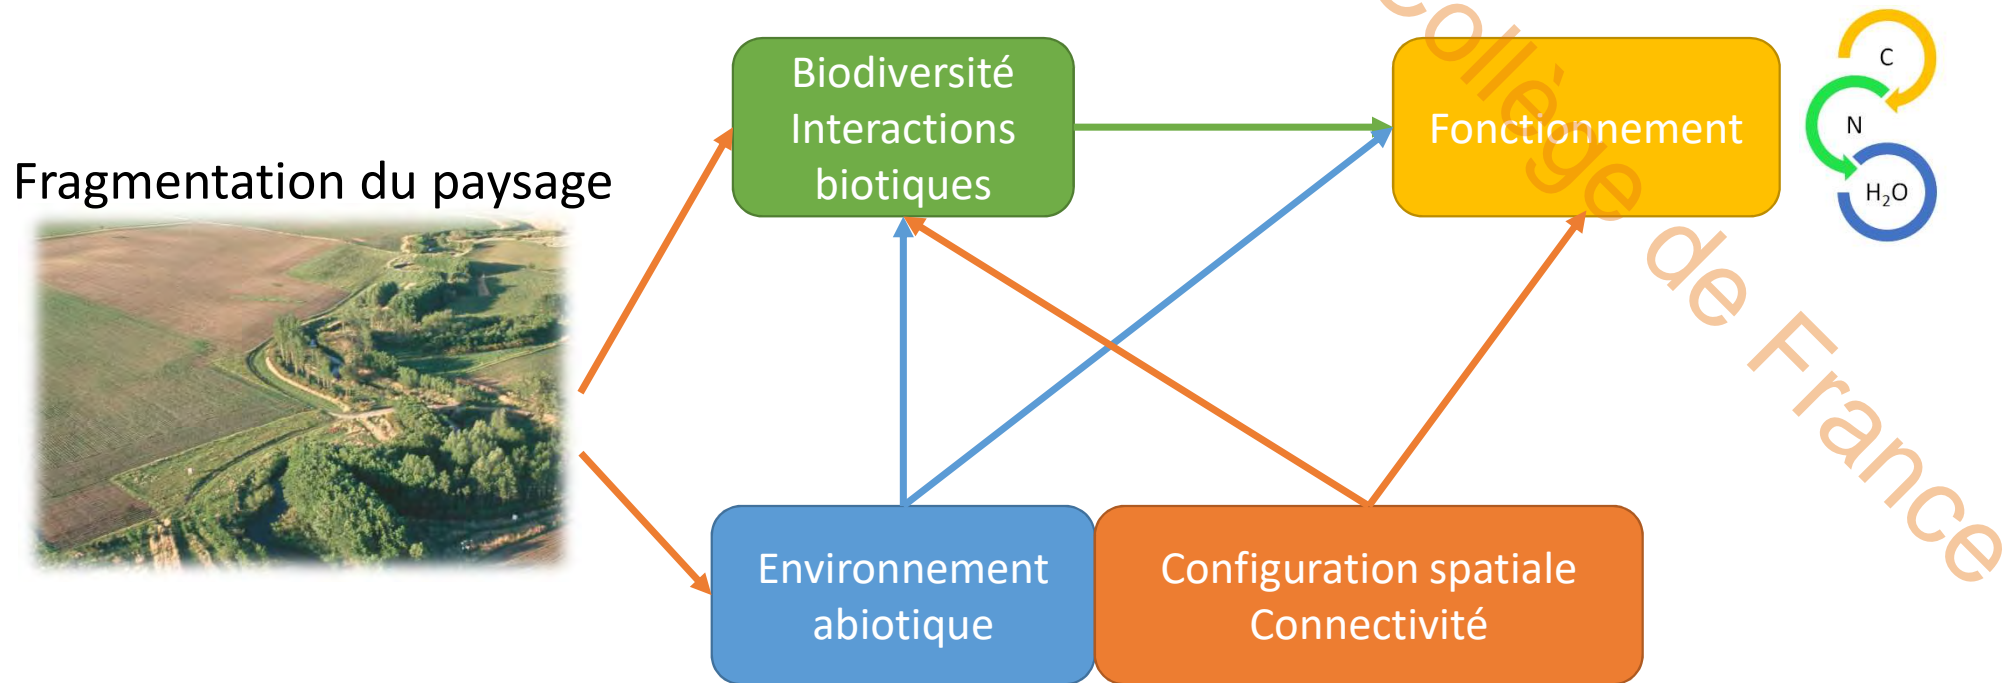 Fragmentation du paysage
Biodiversité
Interactions
biotiques
Fonctionnement
C
N
H₂O
Environnement
abiotique
Configuration spatiale
Connectivité
Collège de France